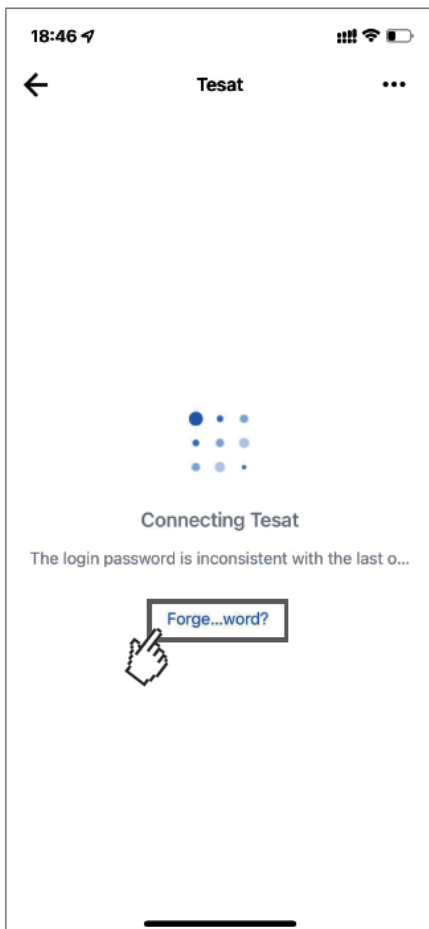 18:46
Tesat
Connecting Tesat
The login password is inconsistent with the last o...
Forge...word?